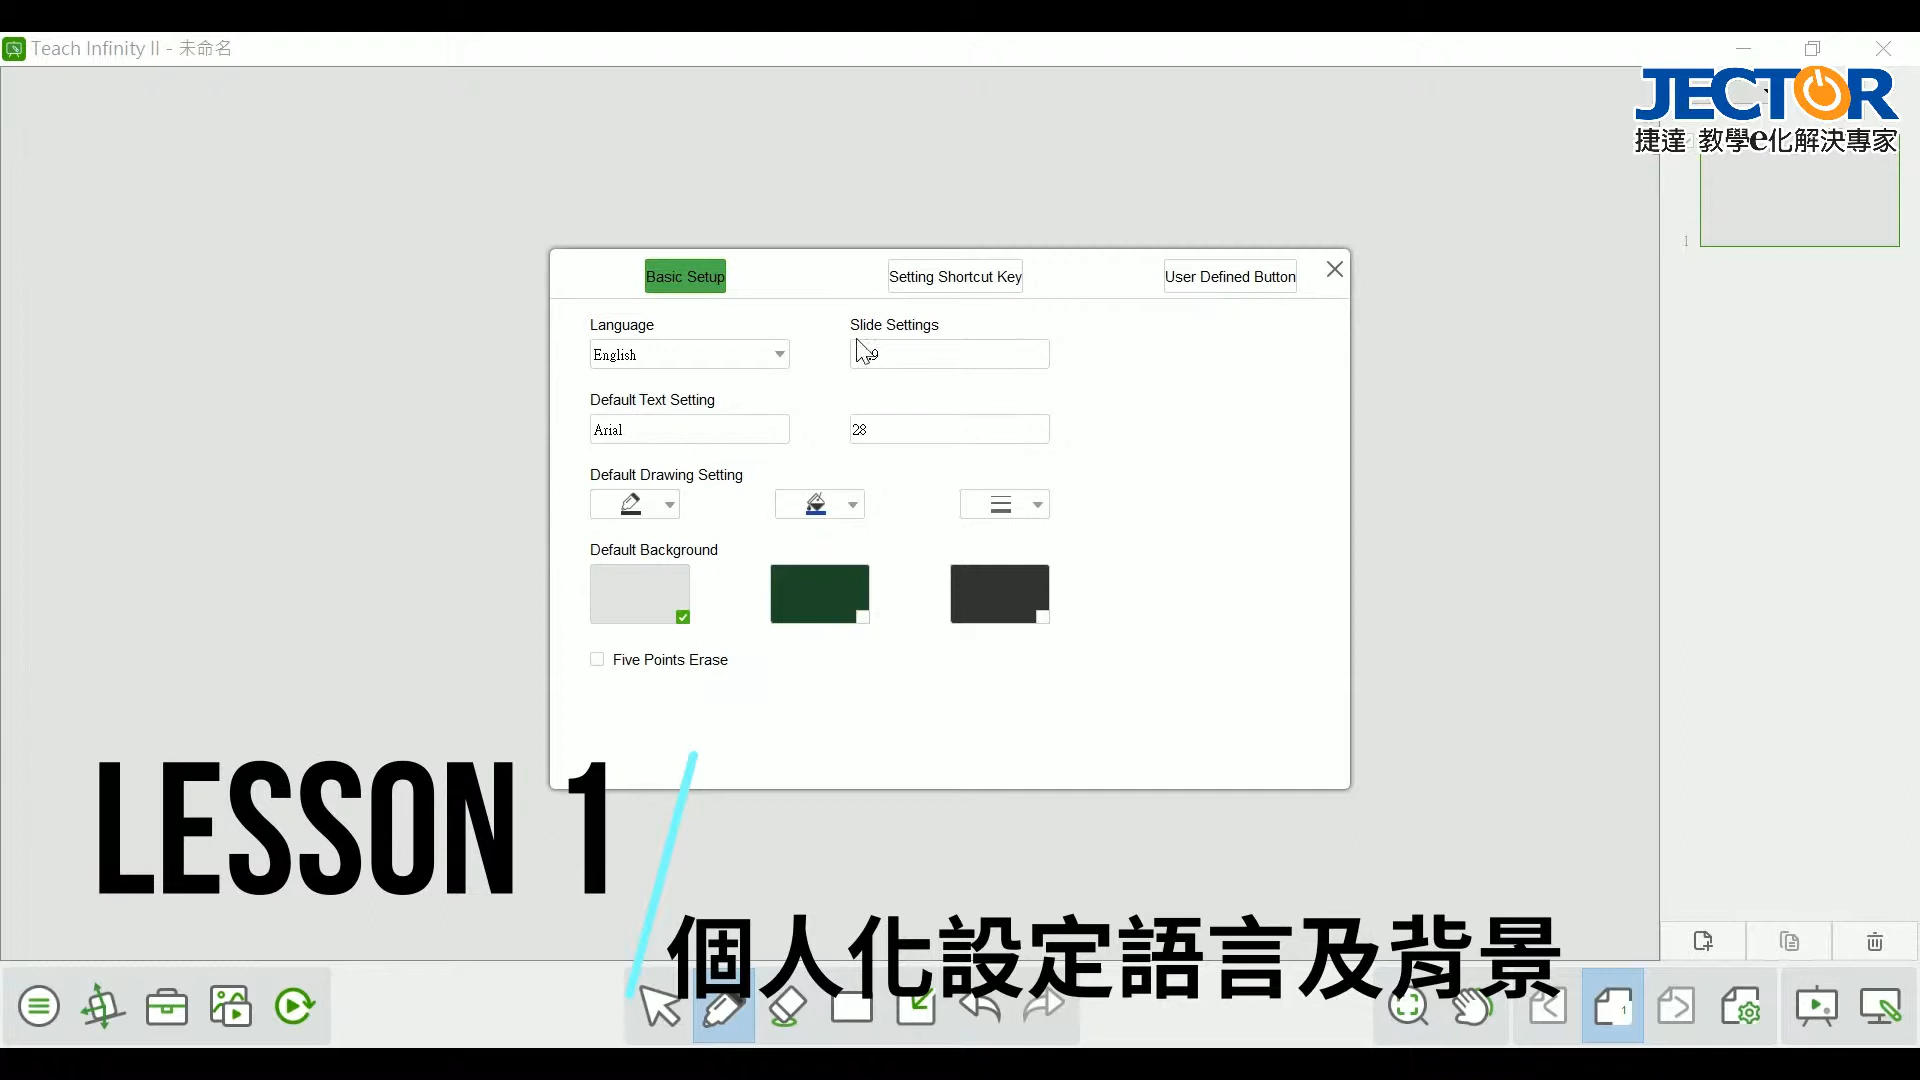 Teach Infinity II - 未命名
JECTOR
捷達 教學e化解決專家
Basic Setup
Setting Shortcut Key
User Defined Button
Language
Slide Settings
English
Default Text Setting
Arial
28
Default Drawing Setting
Default Background
Five Points Erase
1
LESSON 1
個人化設定語言及背景
1